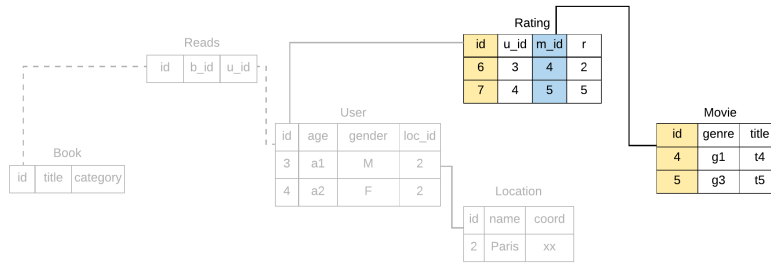 Rating
id u_id m_id r
6 3 4 2
7 4 5 5
Reads
id b_id u_id
User
id age gender loc_id
3 a1 M 2
4 a2 F 2
Movie
id genre title
4 g1 t4
5 g3 t5
Book
id title category
Location
id name coord
2 Paris xx